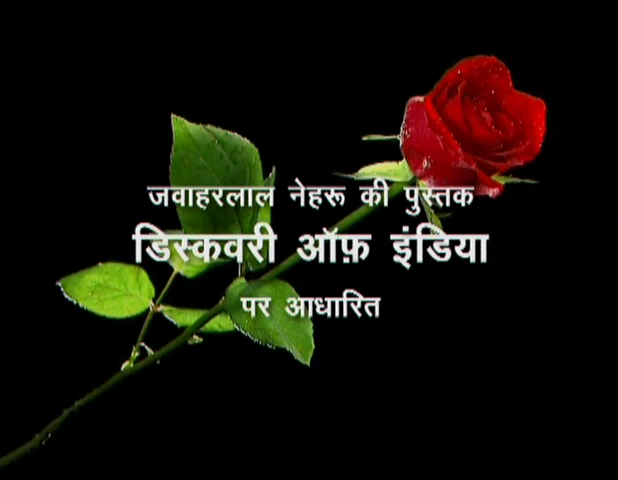 जवाहरलाल नेहरू की पुस्तक
डिस्कवरी ऑफ़ इंडिया
पर आधारित